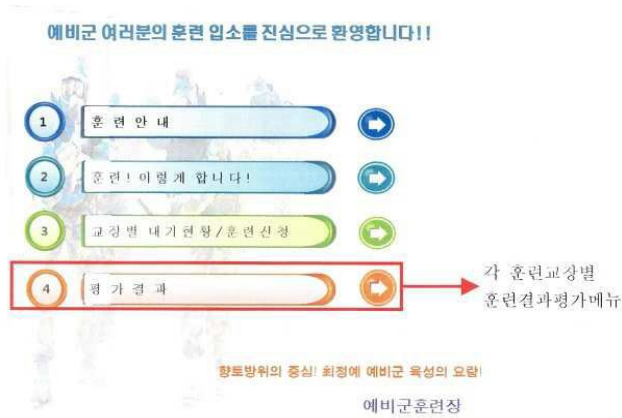 예비군 여러분의 훈련 입소를 진심으로 환영합니다!!
1 훈 련 안 내
2 훈 련 ! 이 렇 게 합 니 다 !
3 교 장 별 대 기 현 황 / 훈 련 신 청
4 평 가 결 과
각 훈련교장별
훈련결과평가메뉴
향토방위의 중심! 최정예 예비군 육성의 요람!
예비군훈련장